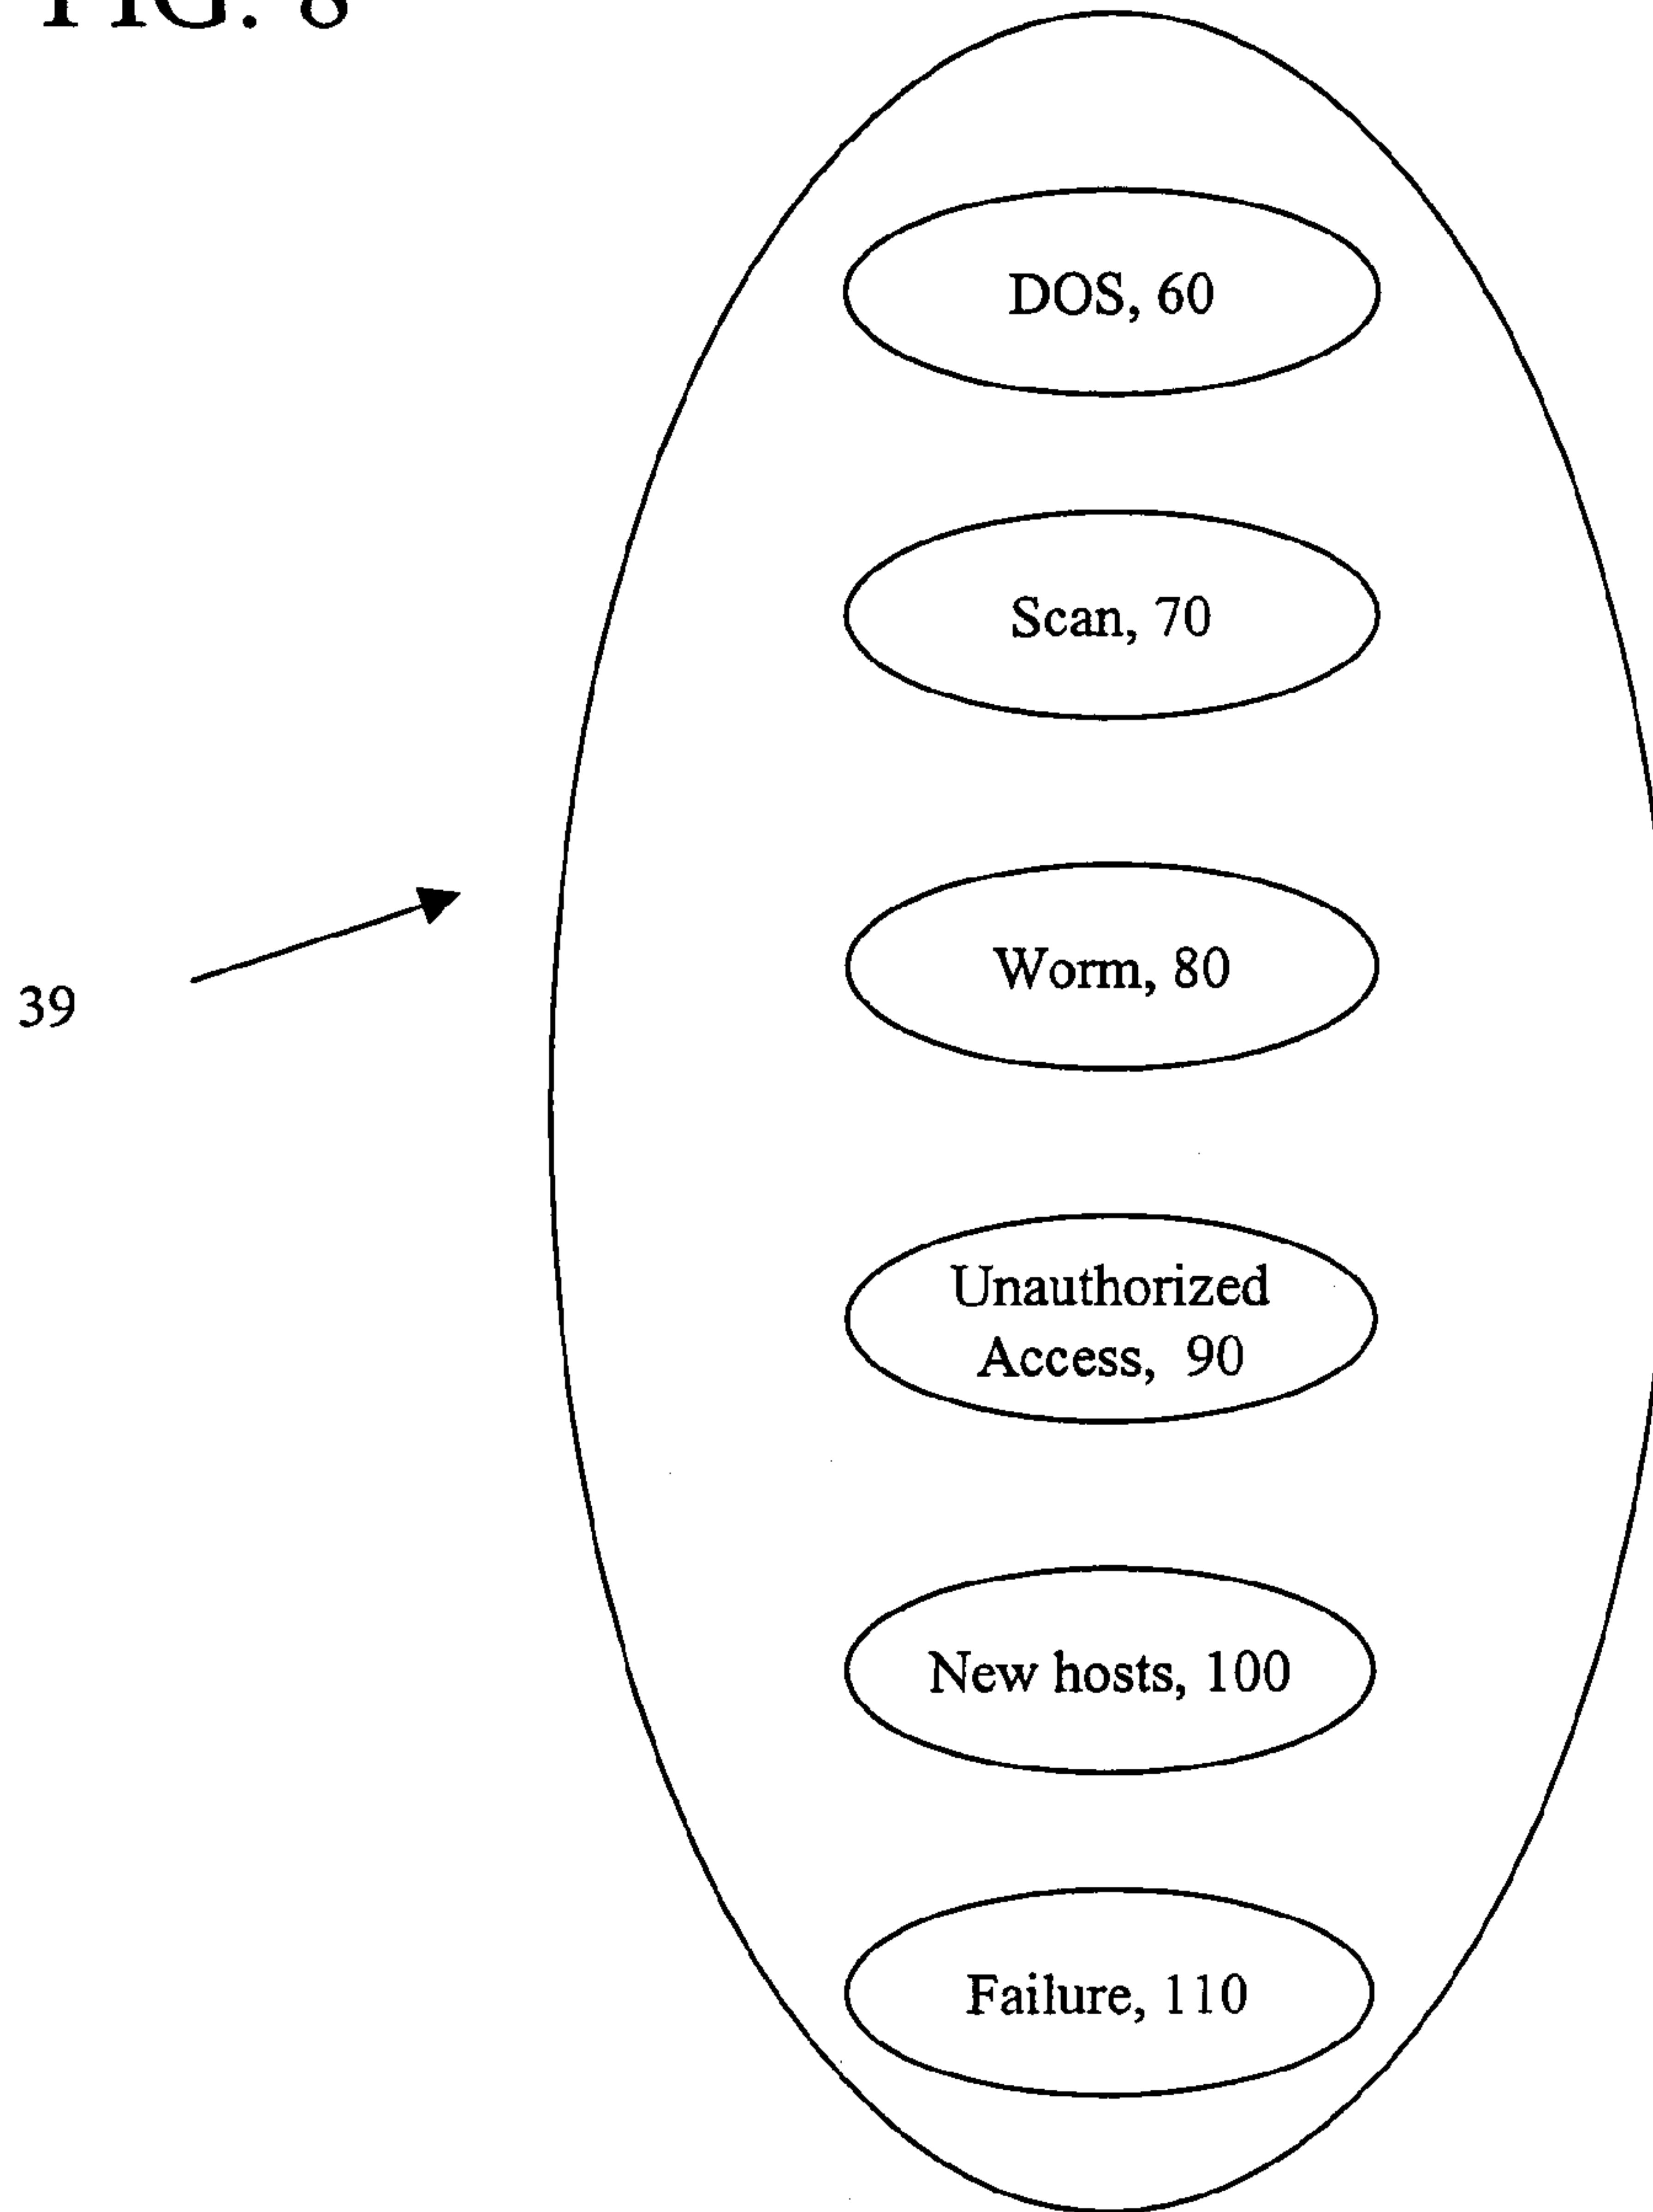 FIG. 8
DOS, 60
Scan, 70
Worm, 80
39
Unauthorized
Access, 90
New hosts, 100
Failure, 110